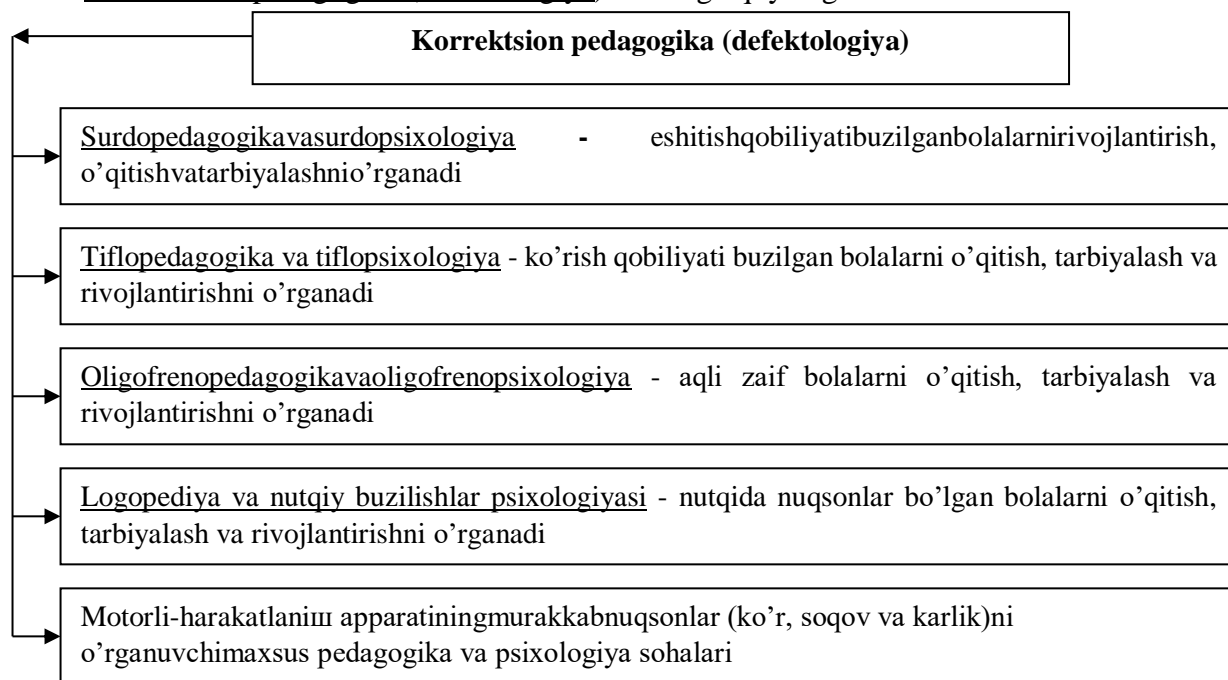 Korrektsion pedagogika (defektologiya)
Surdopedagogikavasurdopsixologiya - eshitishqobiliyatibuzilganbolalarnirivojlantirish,
o’qitishvatarbiyalashnio’rganadi
Tiflopedagogika va tiflopsixologiya - ko’rish qobiliyati buzilgan bolalarni o’qitish, tarbiyalash va
rivojlantirishni o’rganadi
Oligofrenopedagogikavaoligofrenopsixologiya - aqli zaif bolalarni o’qitish, tarbiyalash va
rivojlantirishni o’rganadi
Logopediya va nutqiy buzilishlar psixologiyasi - nutqida nuqsonlar bo’lgan bolalarni o’qitish,
tarbiyalash va rivojlantirishni o’rganadi
Motorli-harakatlaniш apparatiningmurakkabnuqsonlar (ko’r, soqov va karlik)ni
o’rganuvchimaxsus pedagogika va psixologiya sohalari